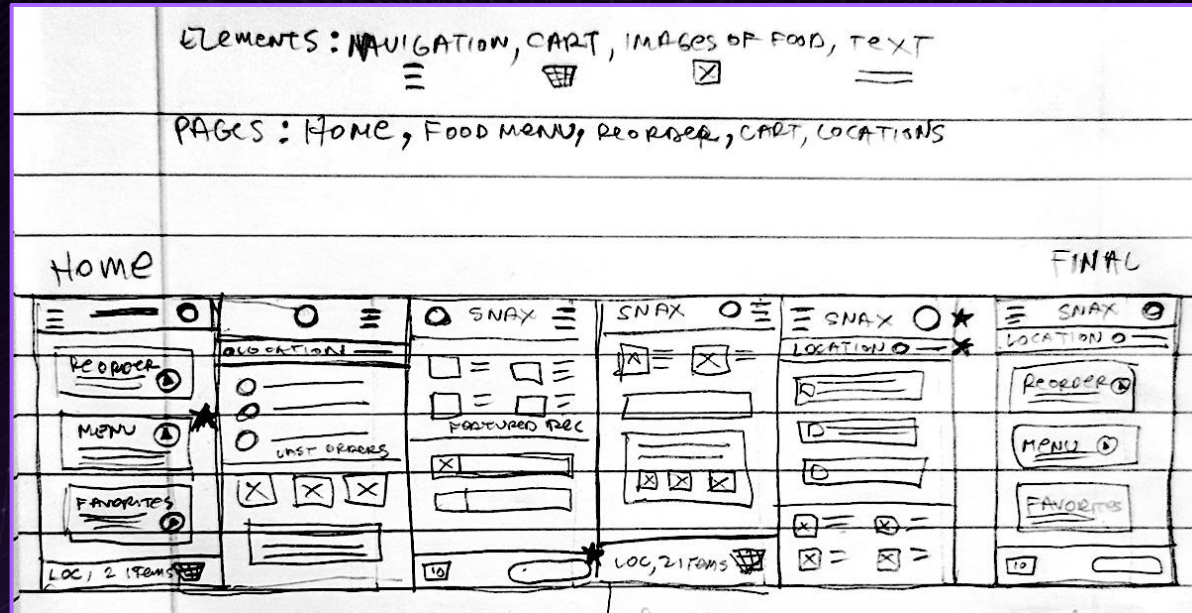 ELEMENTS: NAVIGATION, CART, IMAGES OF FOOD, TEXT
PAGES: HOME, FOOD MENU, REORDER, CART, LOCATIONS
HOME
FINAL
REORDER
MENU
FAVORITES
LOC, 2 ITEMS
LOCATION
LAST ORDERS
SNAX
FEATURED REC
10
SNAX
LOC, 2 ITEMS
SNAX
LOCATION
SNAX
LOCATION
REORDER
MENU
FAVORITES
10